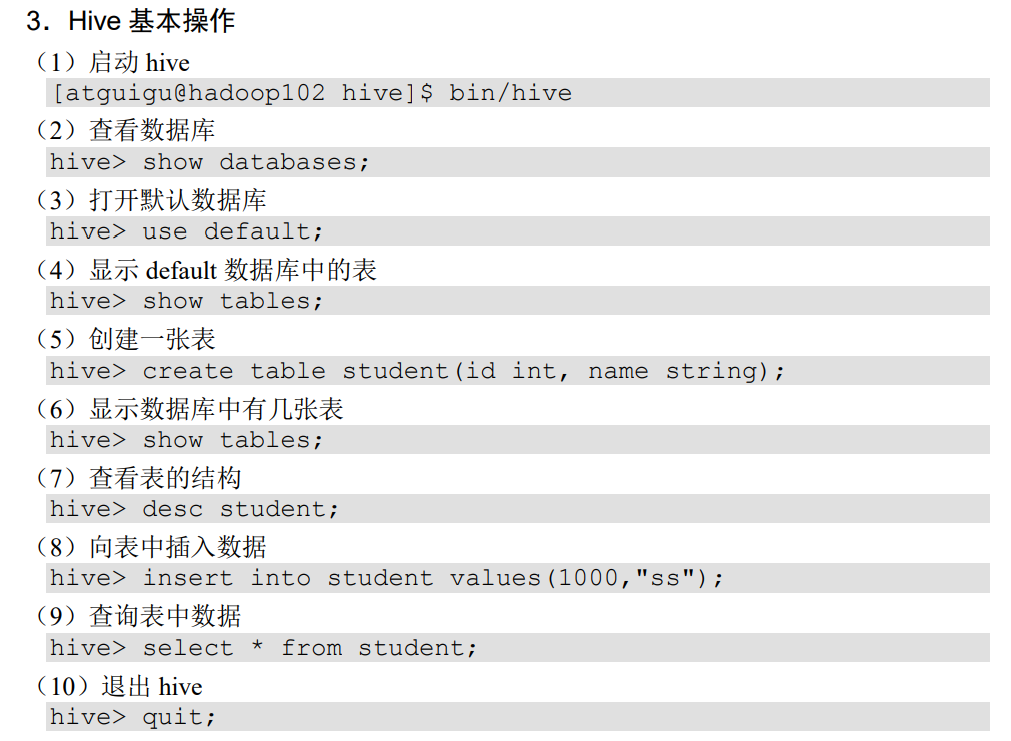 3．Hive 基本操作
（1）启动 hive
[atguigu@hadoop102 hive]$ bin/hive
（2）查看数据库
hive> show databases;
（3）打开默认数据库
hive> use default;
（4）显示 default 数据库中的表
hive> show tables;
（5）创建一张表
hive> create table student(id int, name string);
（6）显示数据库中有几张表
hive> show tables;
（7）查看表的结构
hive> desc student;
（8）向表中插入数据
hive> insert into student values(1000,"ss");
（9）查询表中数据
hive> select * from student;
（10）退出 hive
hive> quit;